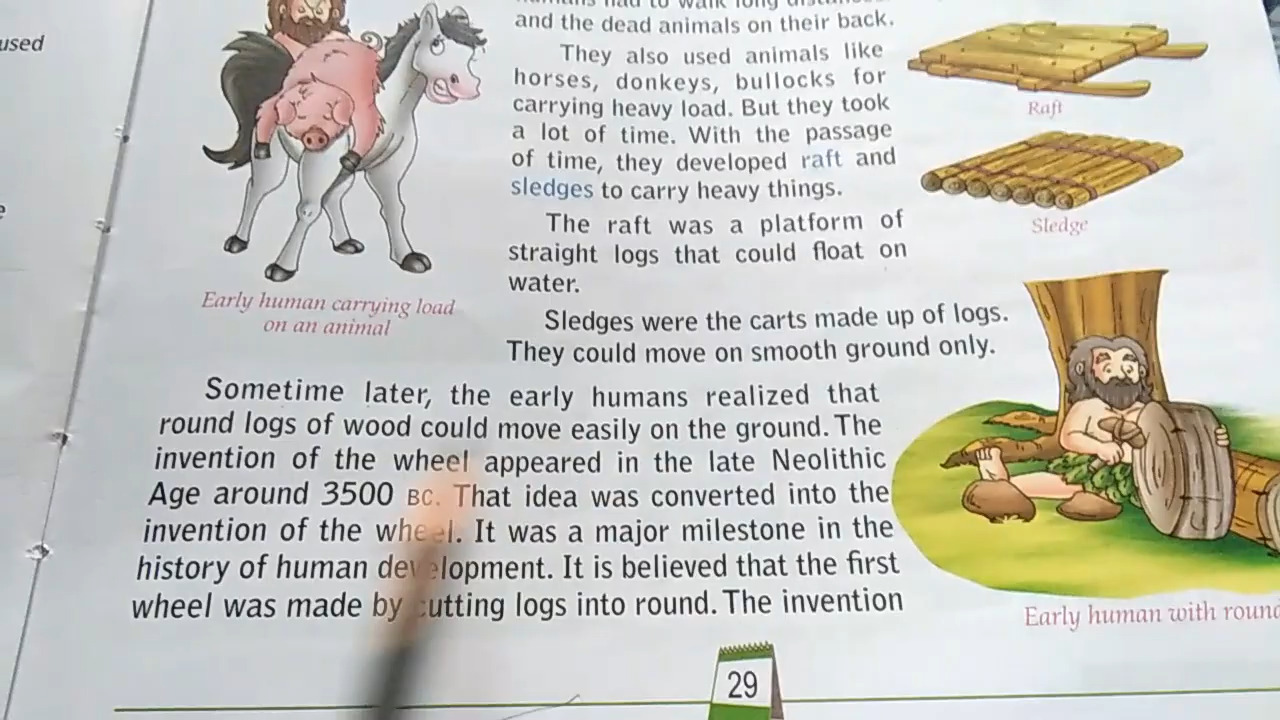 used
humans had to walk long
and the dead animals on their back.
They also used animals like
horses, donkeys, bullocks for
carrying heavy load. But they took
a lot of time. With the passage
of time, they developed raft and
sledges to carry heavy things.
The raft was a platform of
straight logs that could float on
water.
Sledges were the carts made up of logs.
They could move on smooth ground only.
Raft
Sledge
Early human carrying load
on an animal
Sometime later, the early humans realized that
round logs of wood could move easily on the ground. The
invention of the wheel appeared in the late Neolithic
Age around 3500 BC. That idea was converted into the
invention of the wheel. It was a major milestone in the
history of human development. It is believed that the first
wheel was made by cutting logs into round. The invention
Early human with round
29